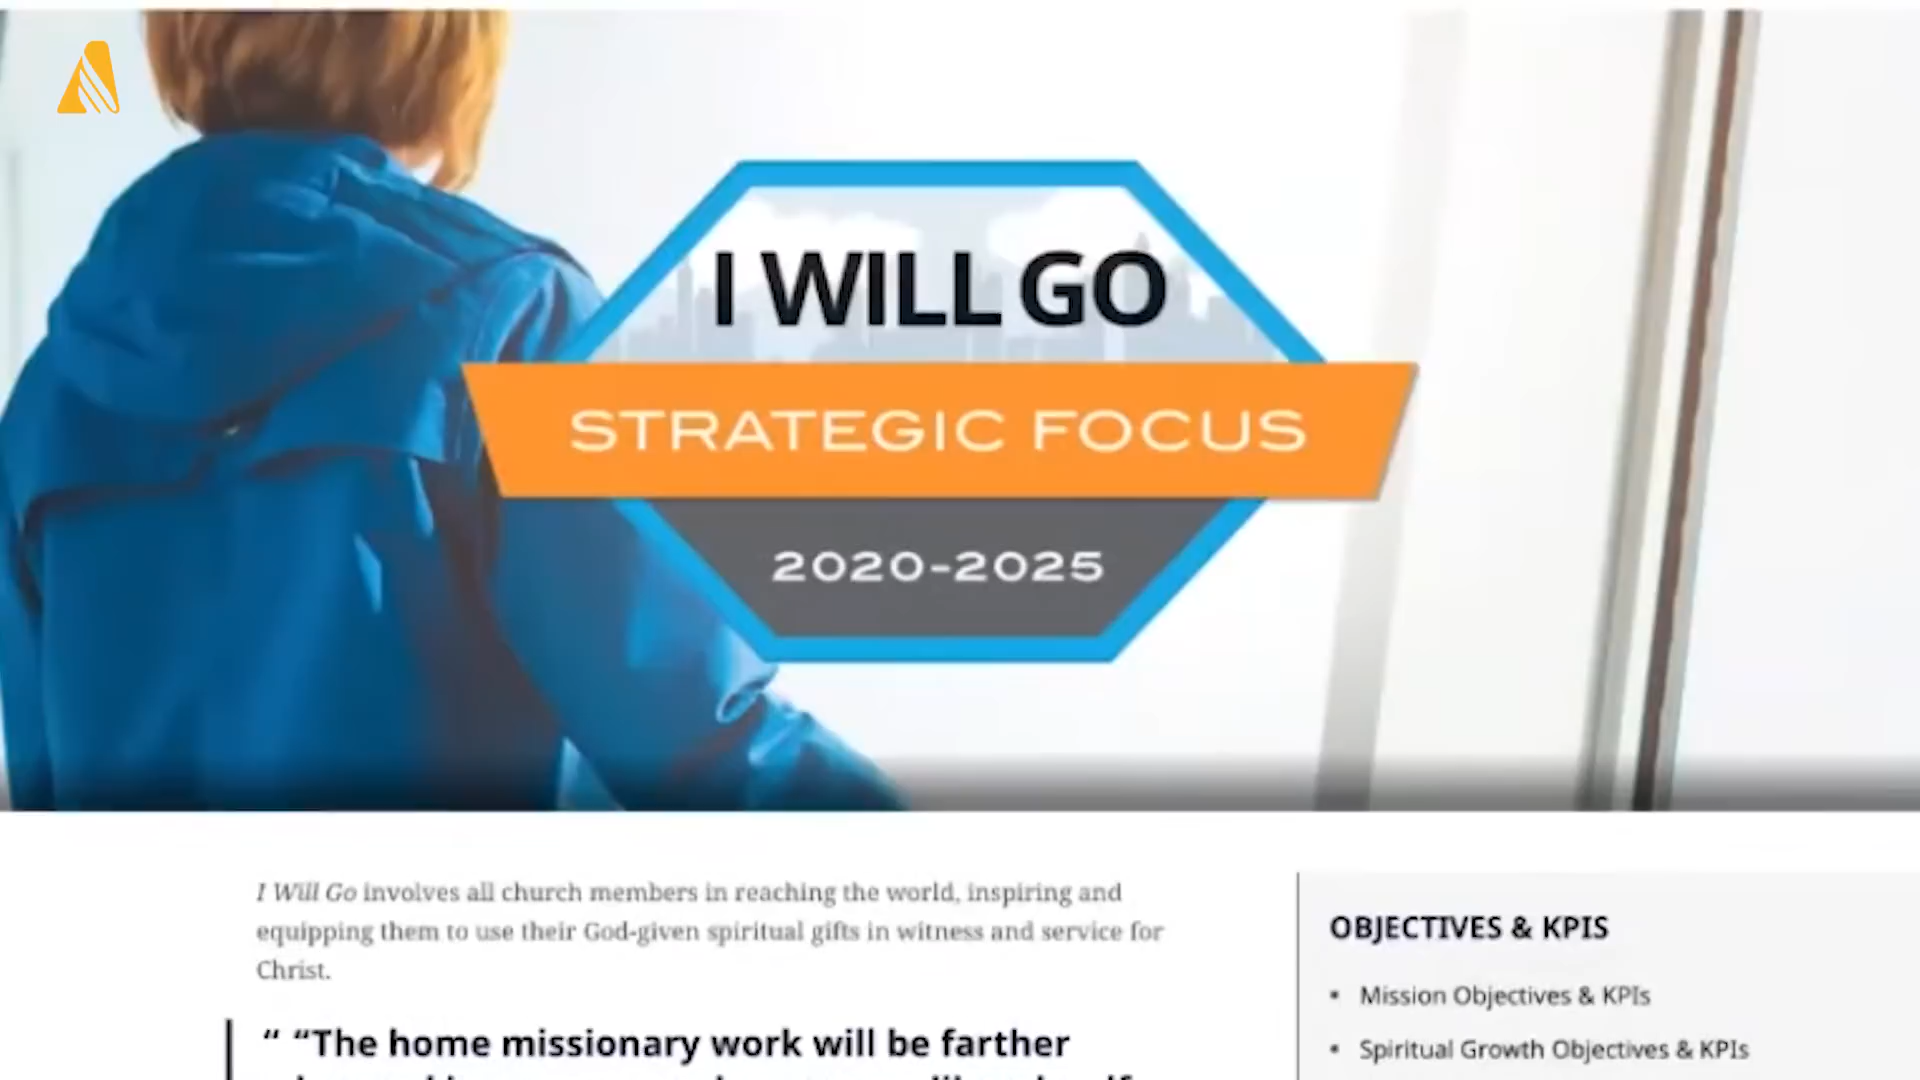 I WILL GO
STRATEGIC FOCUS
2020-2025
I Will Go involves all church members in reaching the world, inspiring and
equipping them to use their God-given spiritual gifts in witness and service for
Christ.
“ “The home missionary work will be farther
OBJECTIVES & KPIS
• Mission Objectives & KPIs
• Spiritual Growth Objectives & KPIs